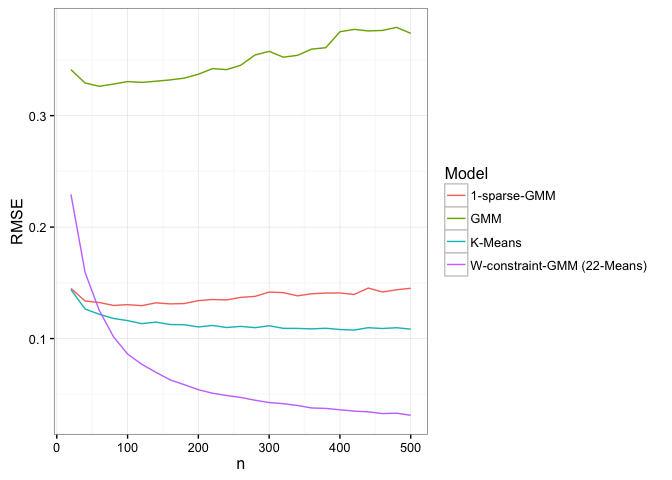 RMSE
0.3
0.2
0.1
0 100 200 300 400 500
n
Model
1-sparse-GMM
GMM
K-Means
W-constraint-GMM (22-Means)